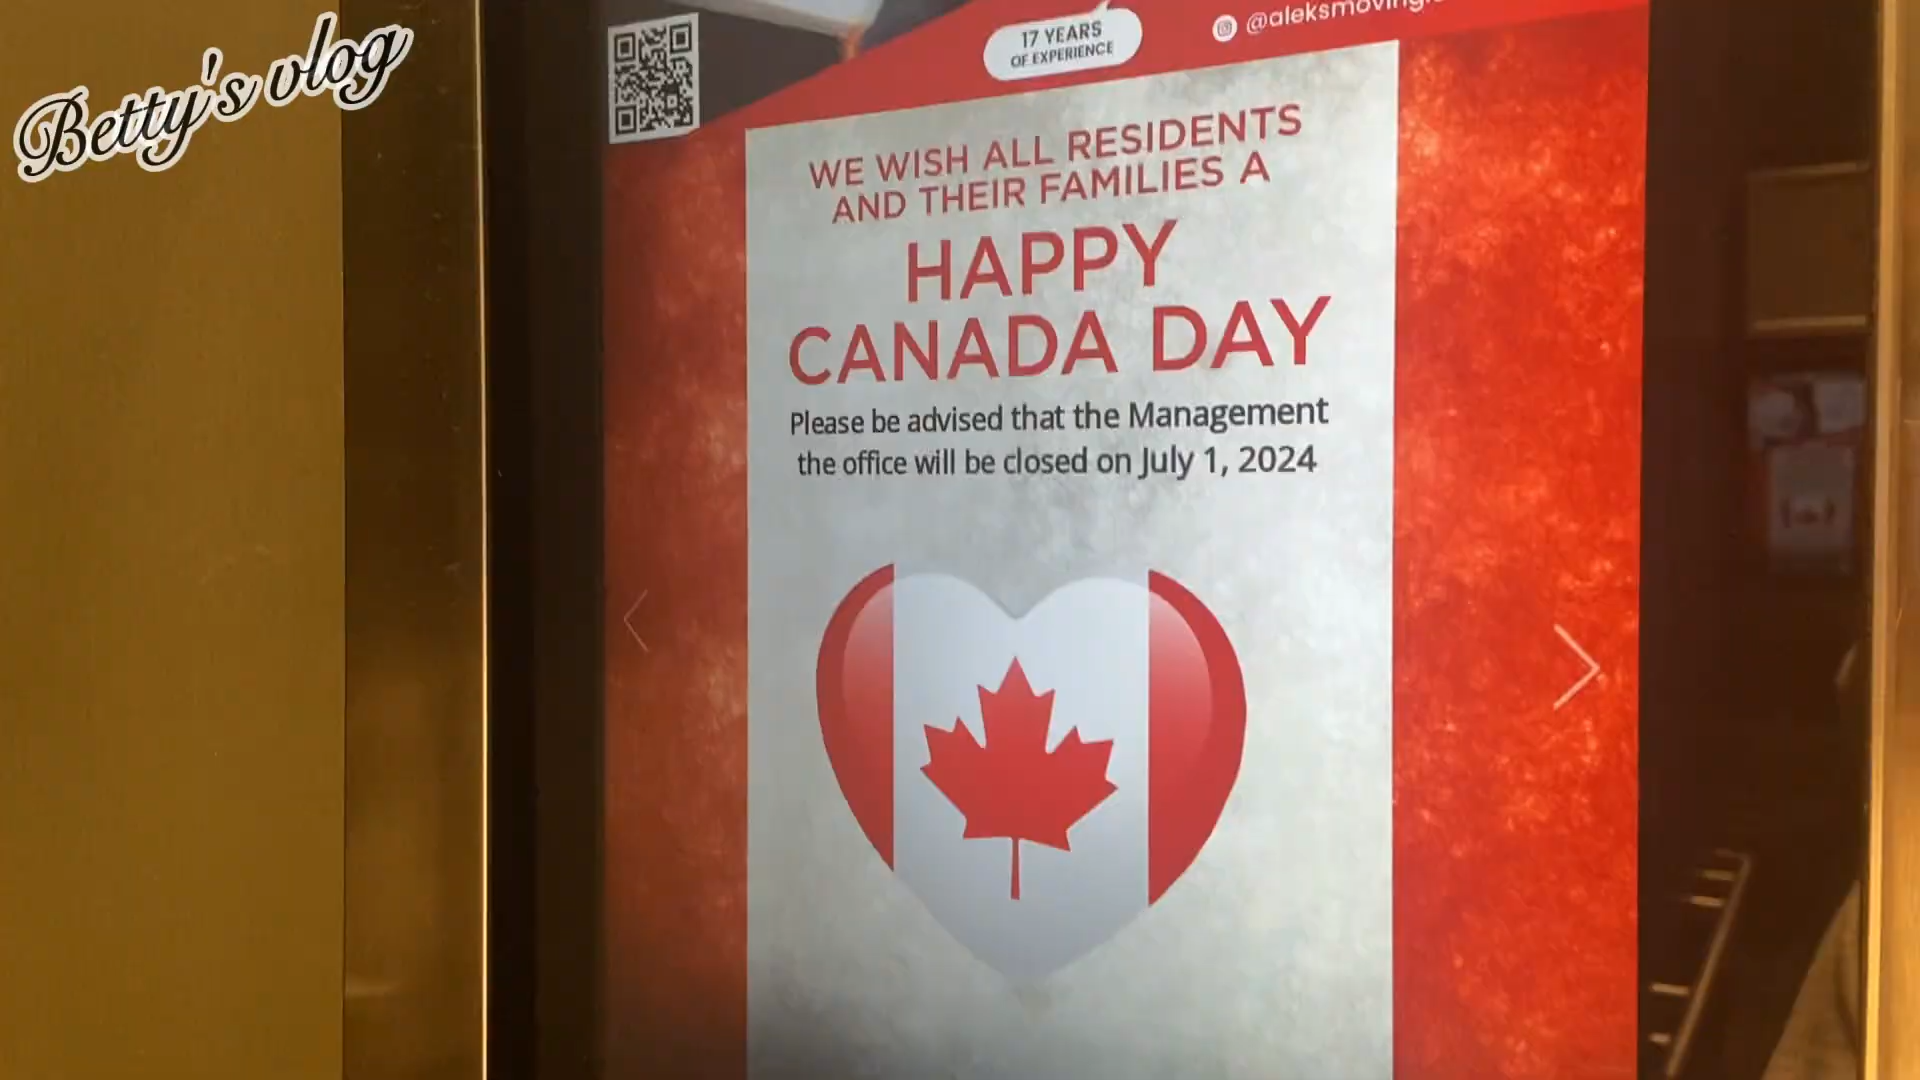 Betty's vlog
17 YEARS
OF EXPERIENCE
WE WISH ALL RESIDENTS
AND THEIR FAMILIES A
HAPPY
CANADA DAY
Please be advised that the Management
the office will be closed on July 1, 2024